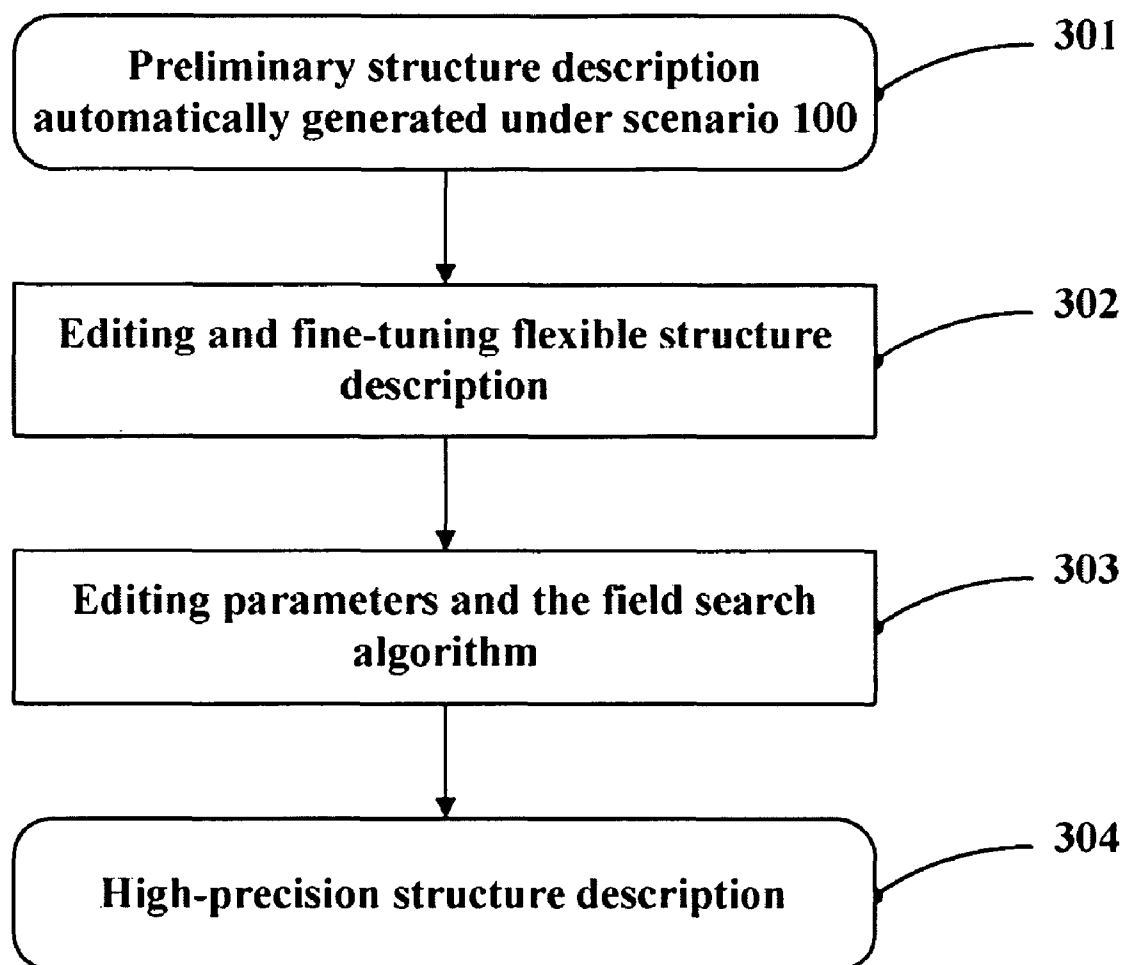 301
Preliminary structure description
automatically generated under scenario 100
302
Editing and fine-tuning flexible structure
description
303
Editing parameters and the field search
algorithm
304
High-precision structure description